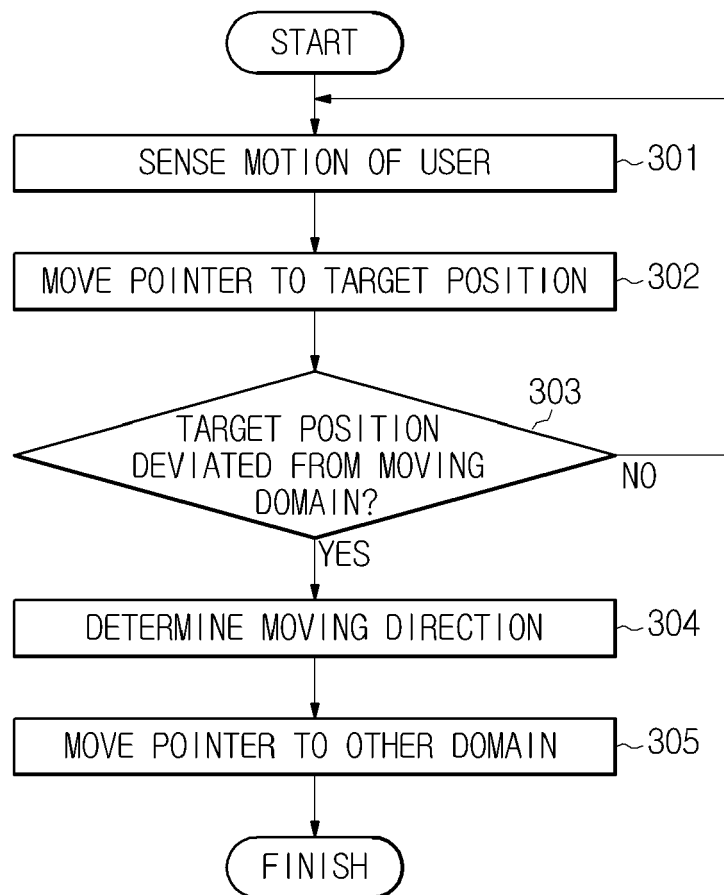 START
SENSE MOTION OF USER
301
MOVE POINTER TO TARGET POSITION
302
303
TARGET POSITION
DEVIATED FROM MOVING
DOMAIN?
NO
YES
DETERMINE MOVING DIRECTION
304
MOVE POINTER TO OTHER DOMAIN
305
FINISH